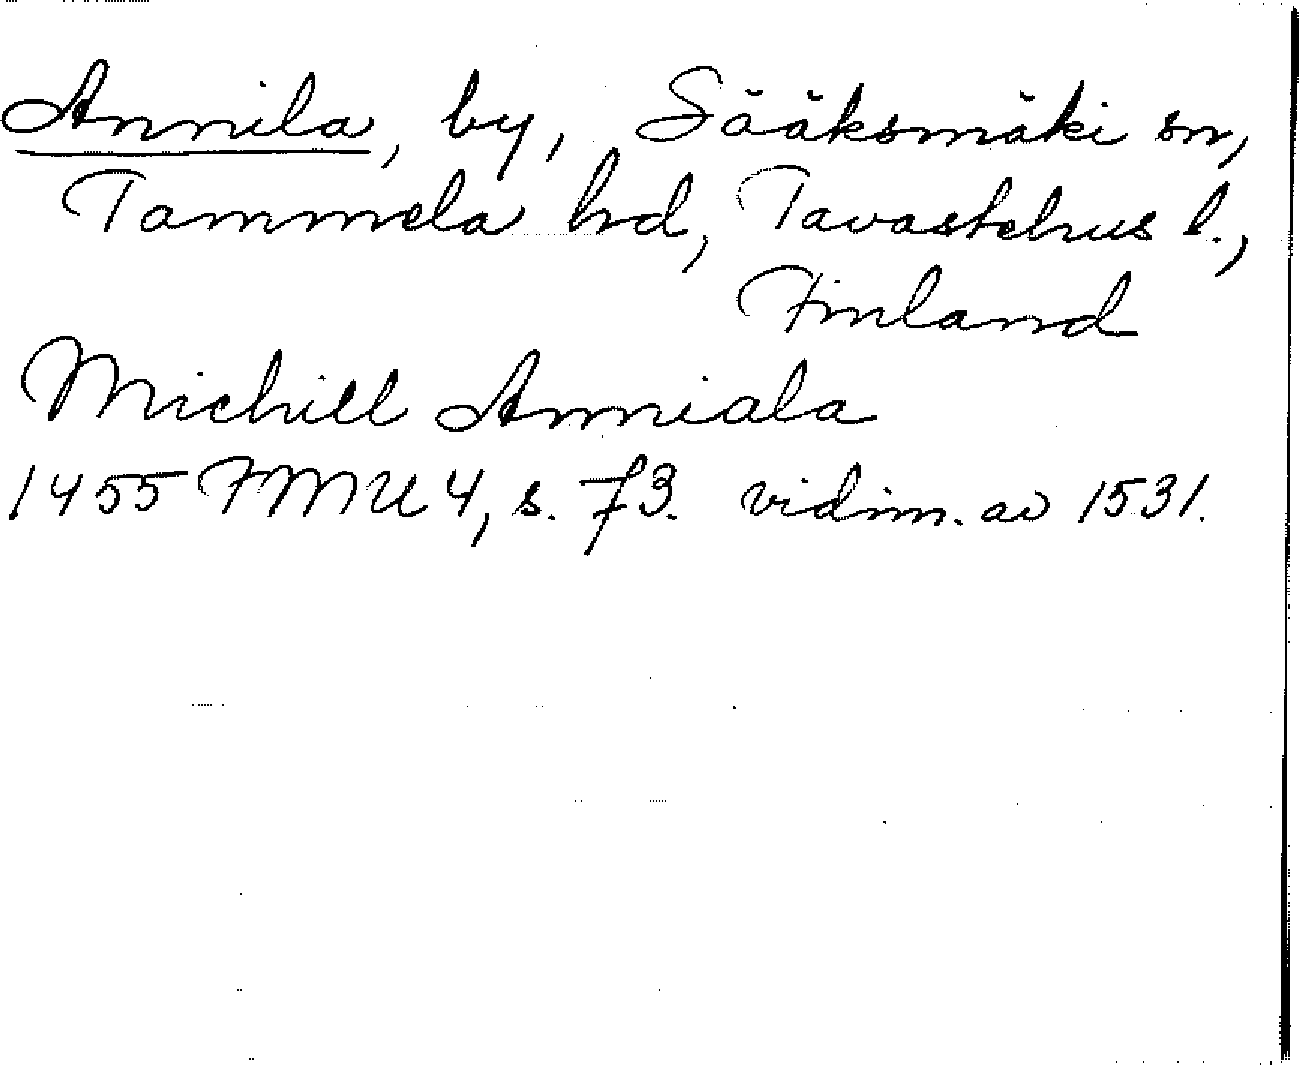 Annila, by, Sääksmäki sn,
Tammela hd, Tavastehus l.,
Finland
Michill Anniala
1455 FMU 4, s. 73. vidim. av 1531.